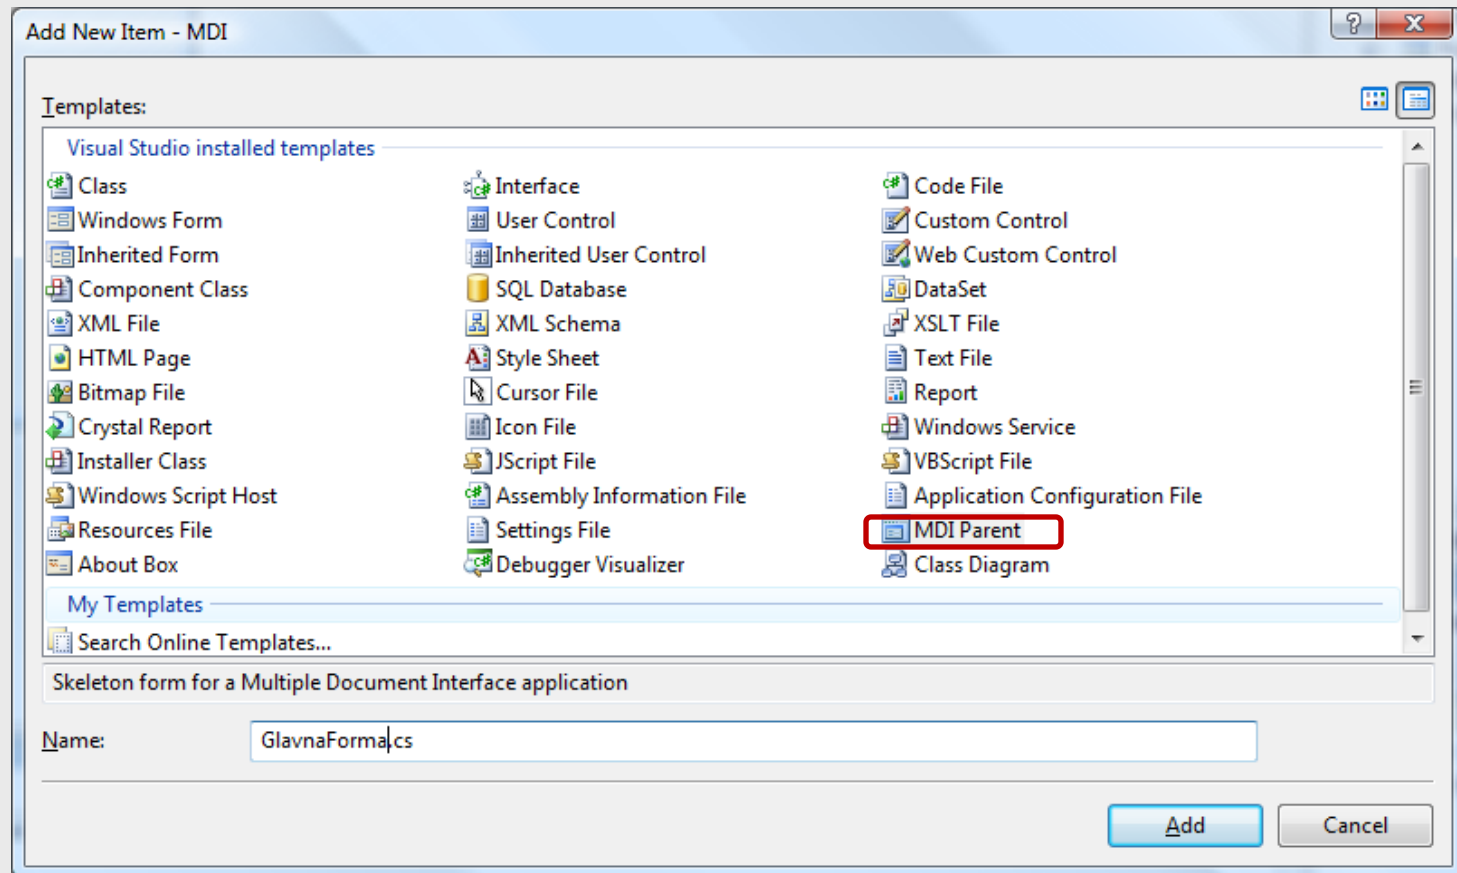 Add New Item - MDI
Templates:
Visual Studio installed templates
Class Interface Code File
Windows Form User Control Custom Control
Inherited Form Inherited User Control Web Custom Control
Component Class SQL Database DataSet
XML File XML Schema XSLT File
HTML Page Style Sheet Text File
Bitmap File Cursor File Report
Crystal Report Icon File Windows Service
Installer Class JScript File VBScript File
Windows Script Host Assembly Information File Application Configuration File
Resources File Settings File MDI Parent
About Box Debugger Visualizer Class Diagram
My Templates
Search Online Templates...
Skeleton form for a Multiple Document Interface application
Name: GlavnaForma.cs
Add Cancel